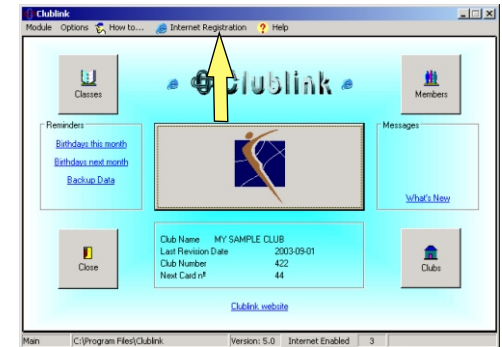 Clublink
Module Options How to... Internet Registration Help
Clublink
Classes
Members
Reminders
Birthdays this month
Birthdays next month
Backup Data
Messages
What's New
Club Name MY SAMPLE CLUB
Last Revision Date 2003-09-01
Club Number 422
Next Card nº 44
Close
Clubs
Clublink website
Main C:\Program Files\Clublink Version: 5.0 Internet Enabled 3